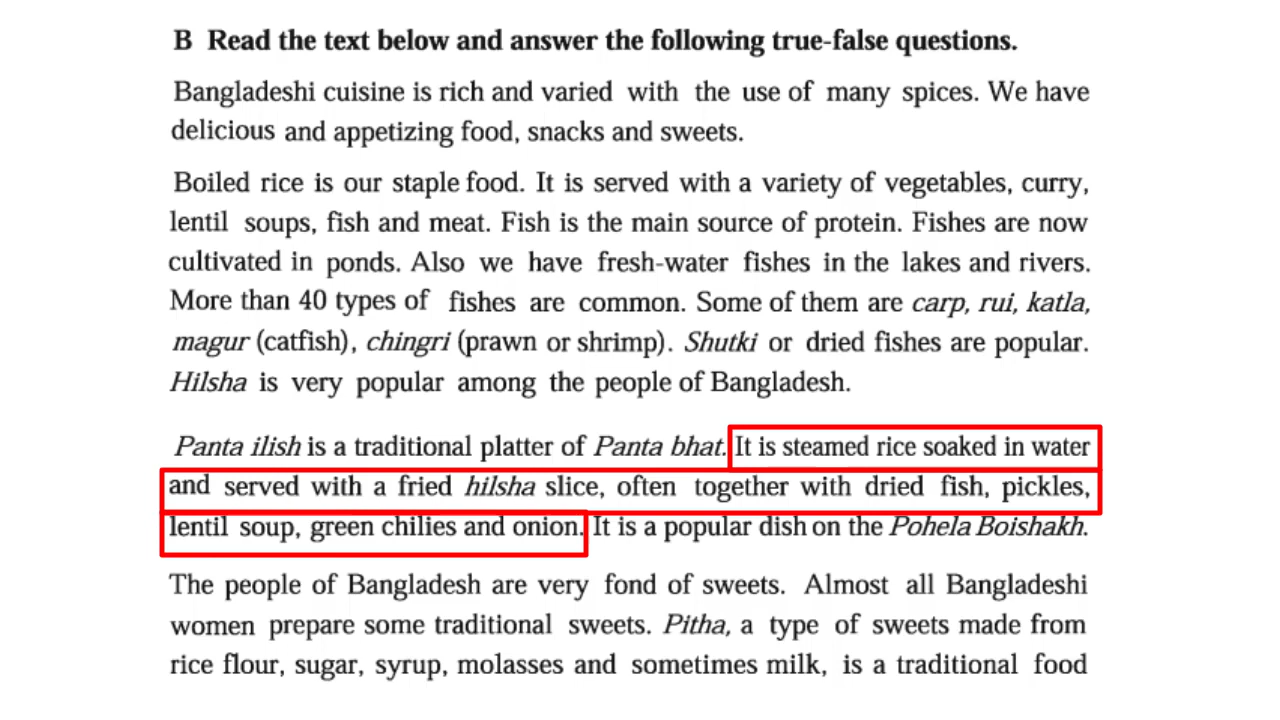 B Read the text below and answer the following true-false questions.
Bangladeshi cuisine is rich and varied with the use of many spices. We have
delicious and appetizing food, snacks and sweets.
Boiled rice is our staple food. It is served with a variety of vegetables, curry,
lentil soups, fish and meat. Fish is the main source of protein. Fishes are now
cultivated in ponds. Also we have fresh-water fishes in the lakes and rivers.
More than 40 types of fishes are common. Some of them are carp, rui, katla,
magur (catfish), chingri (prawn or shrimp). Shutki or dried fishes are popular.
Hilsha is very popular among the people of Bangladesh.
Panta ilish is a traditional platter of Panta bhat. It is steamed rice soaked in water
and served with a fried hilsha slice, often together with dried fish, pickles,
lentil soup, green chilies and onion. It is a popular dish on the Pohela Boishakh.
The people of Bangladesh are very fond of sweets. Almost all Bangladeshi
women prepare some traditional sweets. Pitha, a type of sweets made from
rice flour, sugar, syrup, molasses and sometimes milk, is a traditional food